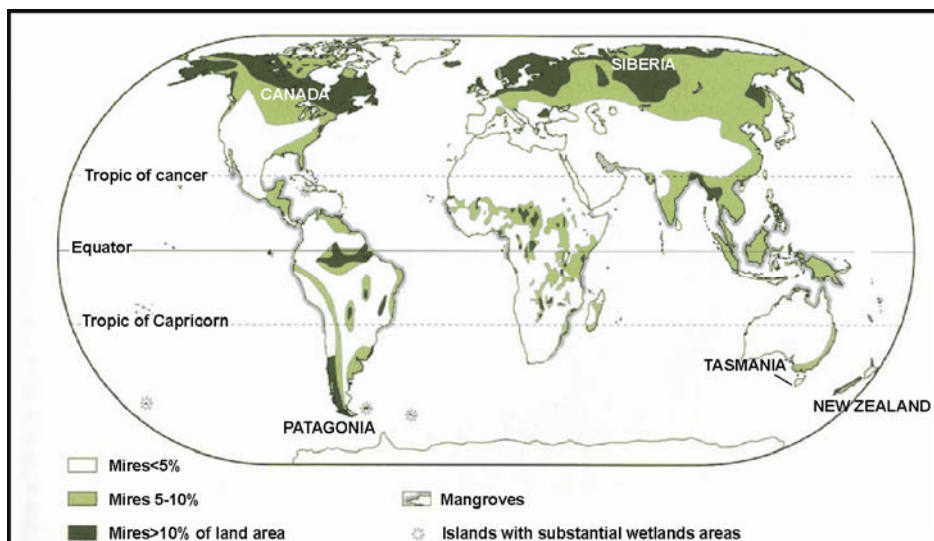 SIBERIA
CANADA
Tropic of cancer
Equator
Tropic of Capricorn
TASMANIA
NEW ZEALAND
PATAGONIA
Mires<5%
Mires 5-10%
Mangroves
Mires>10% of land area
Islands with substantial wetlands areas